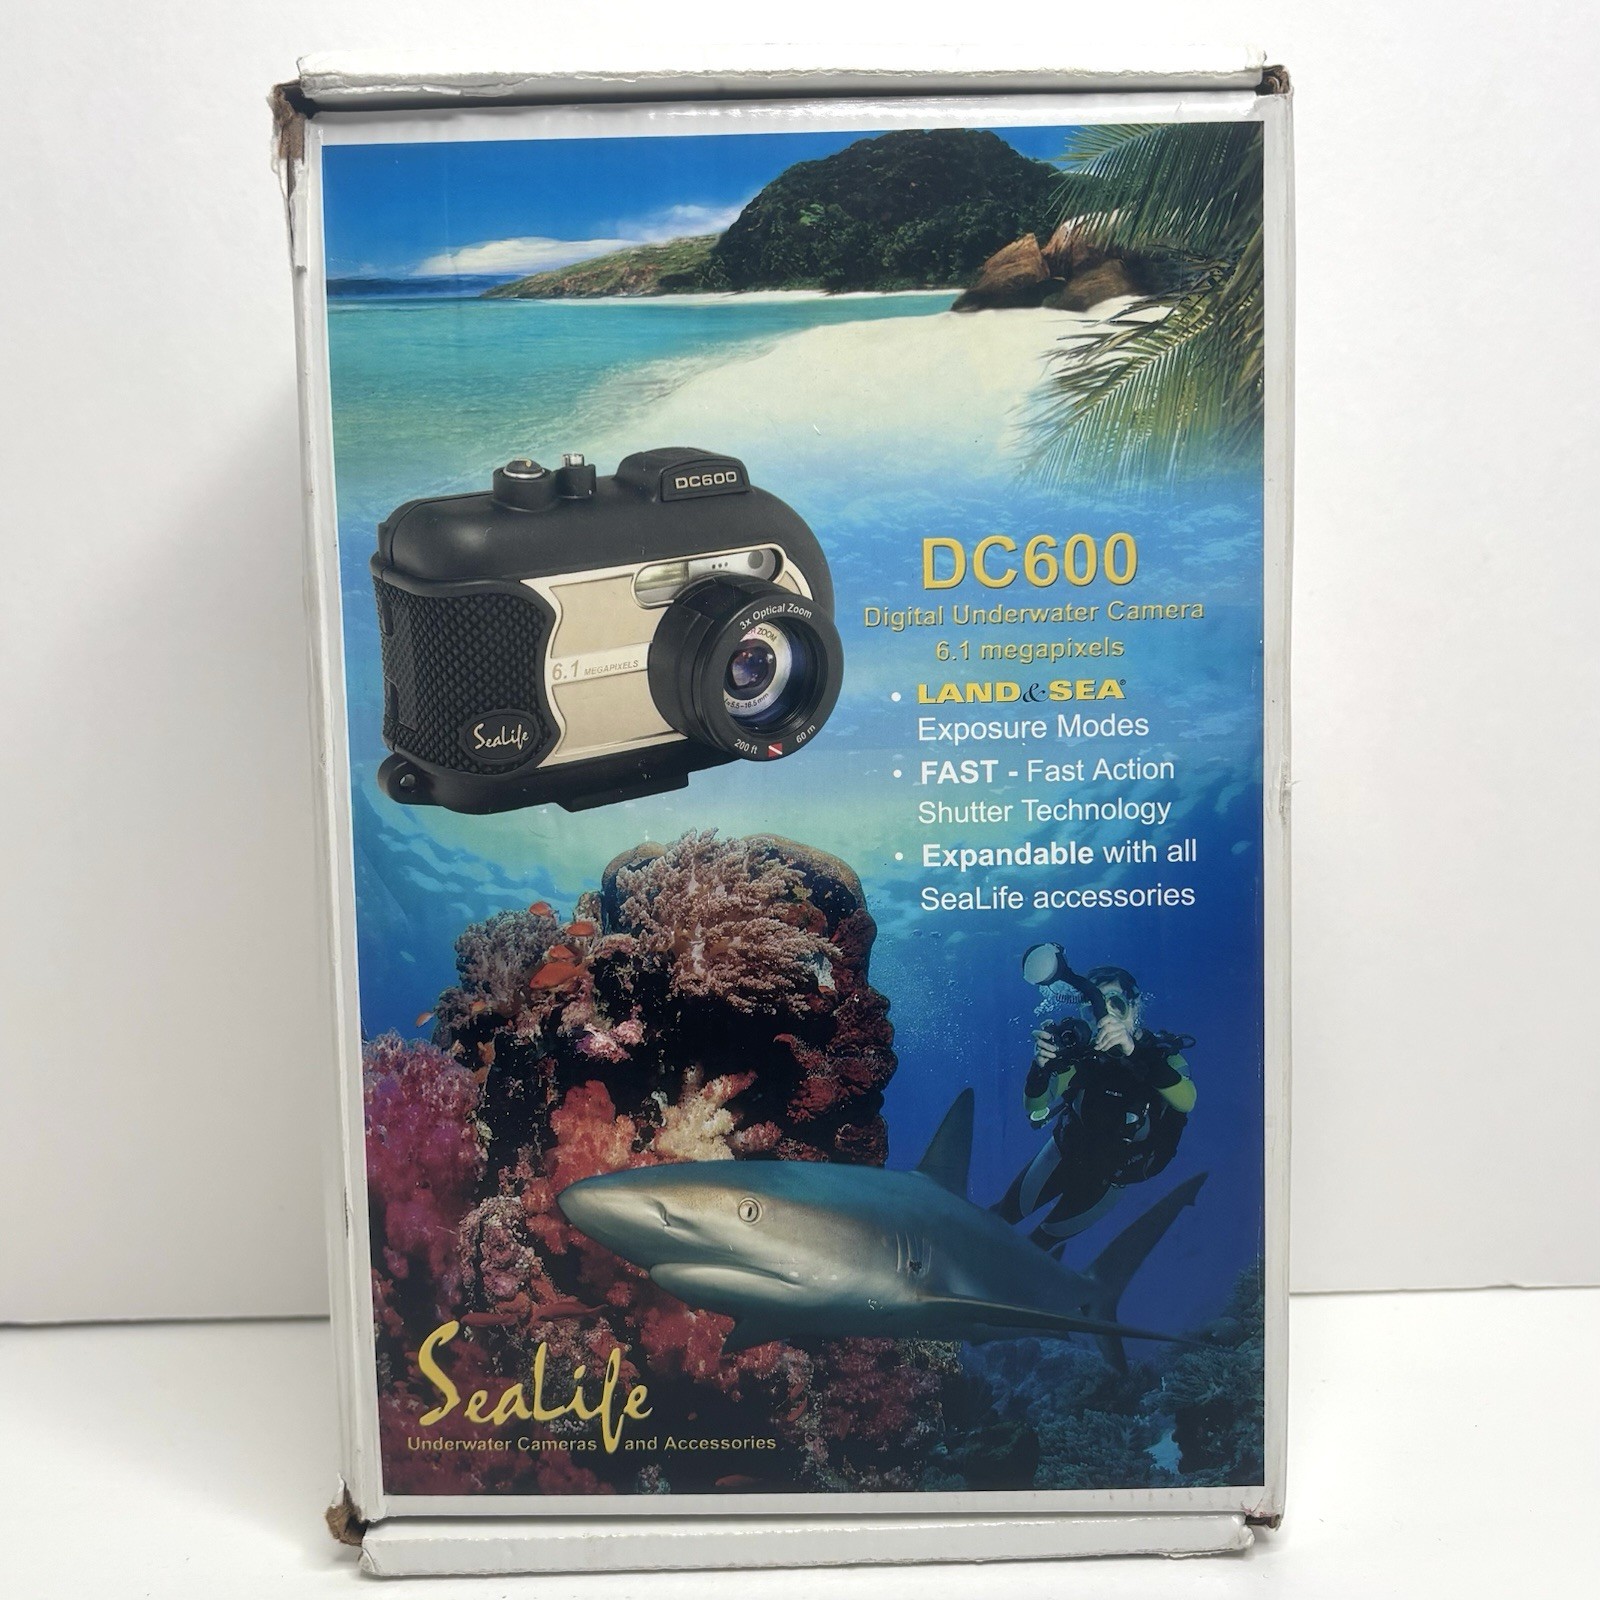 DC600
3x Optical Zoom
6.1 MEGAPIXELS
SeaLife
200 ft 60 m
DC600
Digital Underwater Camera
6.1 megapixels
• LAND & SEA®
Exposure Modes
• FAST - Fast Action
Shutter Technology
• Expandable with all
SeaLife accessories
SeaLife
Underwater Cameras and Accessories